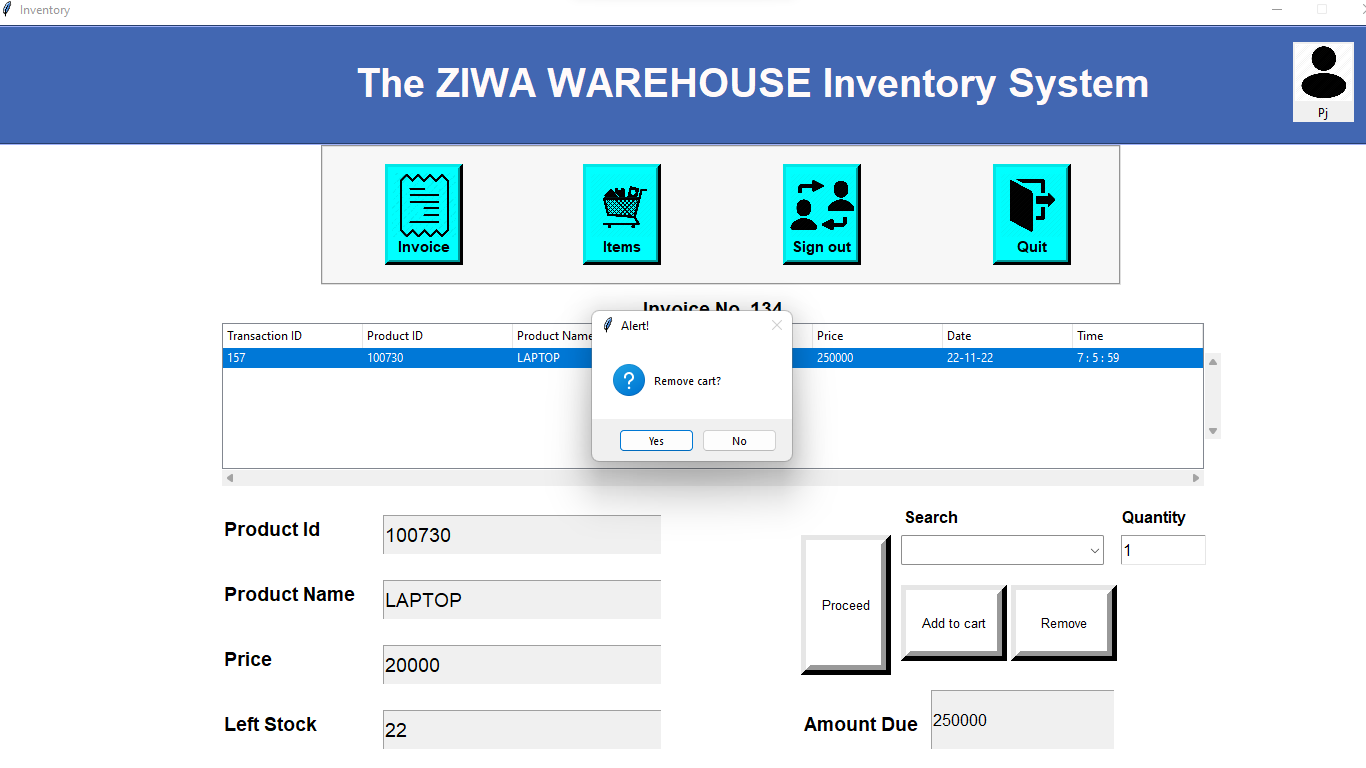 Inventory
The ZIWA WAREHOUSE Inventory System
Pj
Invoice Items Sign out Quit
Invoice No. 134
Transaction ID Product ID Product Name Price Date Time
157 100730 LAPTOP 250000 22-11-22 7 : 5 : 59
Alert!
Remove cart?
Yes No
Product Id 100730
Product Name LAPTOP
Price 20000
Left Stock 22
Search Quantity
1
Proceed
Add to cart Remove
Amount Due 250000